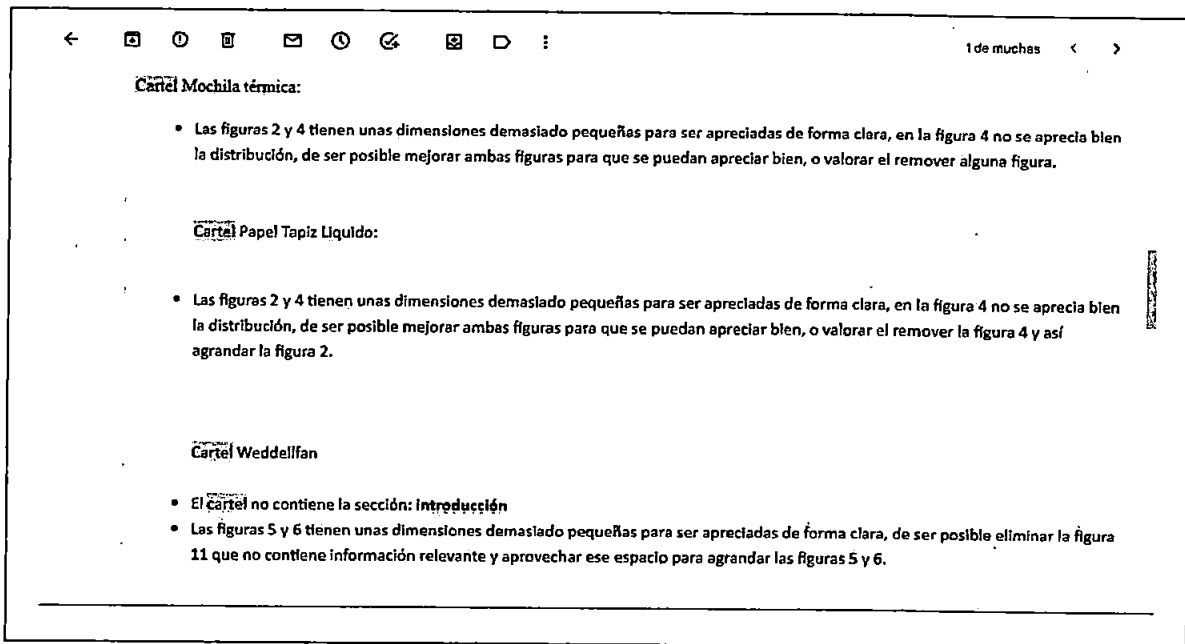 1 de muchas
Cartel Mochila térmica:
• Las figuras 2 y 4 tienen unas dimensiones demasiado pequeñas para ser apreciadas de forma clara, en la figura 4 no se aprecia bien
la distribución, de ser posible mejorar ambas figuras para que se puedan apreciar bien, o valorar el remover alguna figura.
Cartel Papel Tapiz Liquido:
• Las figuras 2 y 4 tienen unas dimensiones demasiado pequeñas para ser apreciadas de forma clara, en la figura 4 no se aprecia bien
la distribución, de ser posible mejorar ambas figuras para que se puedan apreciar bien, o valorar el remover la figura 4 y así
agrandar la figura 2.
Cartel Weddellfan
• El cartel no contiene la sección: introducción
• Las figuras 5 y 6 tienen unas dimensiones demasiado pequeñas para ser apreciadas de forma clara, de ser posible eliminar la figura
11 que no contiene información relevante y aprovechar ese espacio para agrandar las figuras 5 y 6.